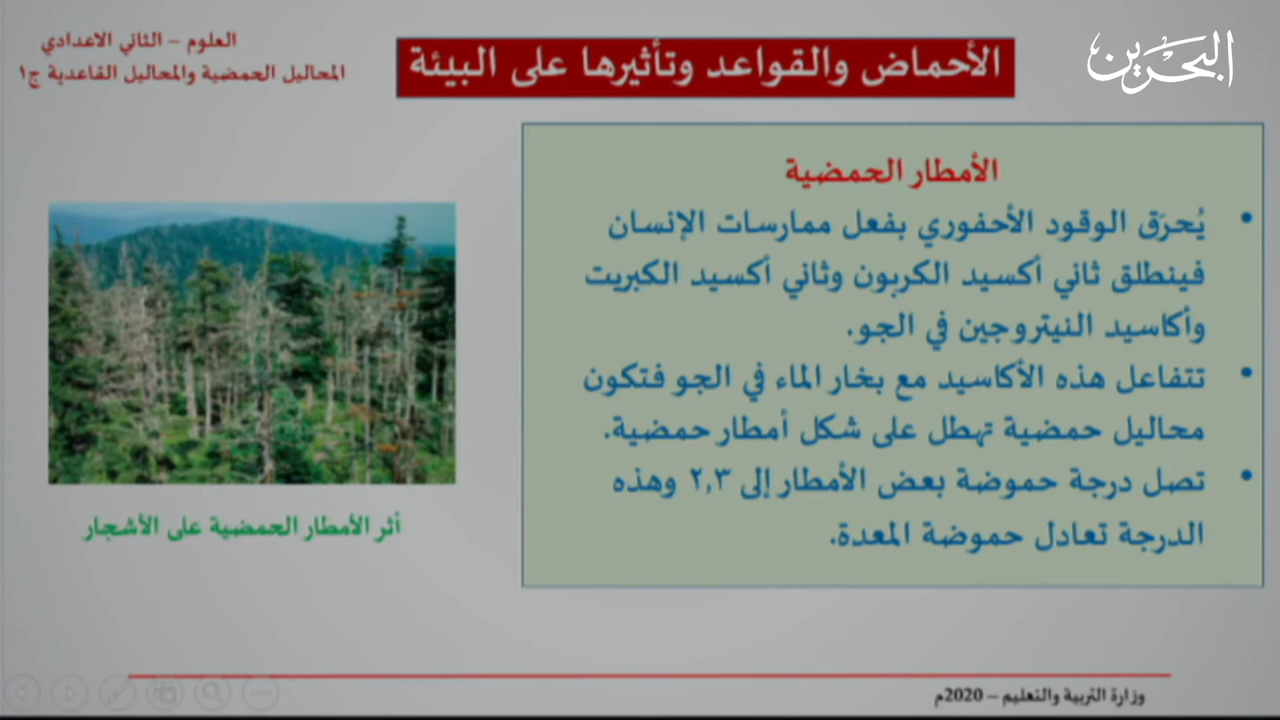 البحرين
الأحماض والقواعد وتأثيرها على البيئة
العلوم – الثاني الاعدادي
المحاليل الحمضية والمحاليل القاعدية ج١
الأمطار الحمضية
• يُحرَق الوقود الأحفوري بفعل ممارسات الإنسان
فينطلق ثاني أكسيد الكربون وثاني أكسيد الكبريت
وأكاسيد النيتروجين في الجو.
• تتفاعل هذه الأكاسيد مع بخار الماء في الجو فتكون
محاليل حمضية تهطل على شكل أمطار حمضية.
• تصل درجة حموضة بعض الأمطار إلى ٢,٣ وهذه
الدرجة تعادل حموضة المعدة.
أثر الأمطار الحمضية على الأشجار
وزارة التربية والتعليم – 2020م